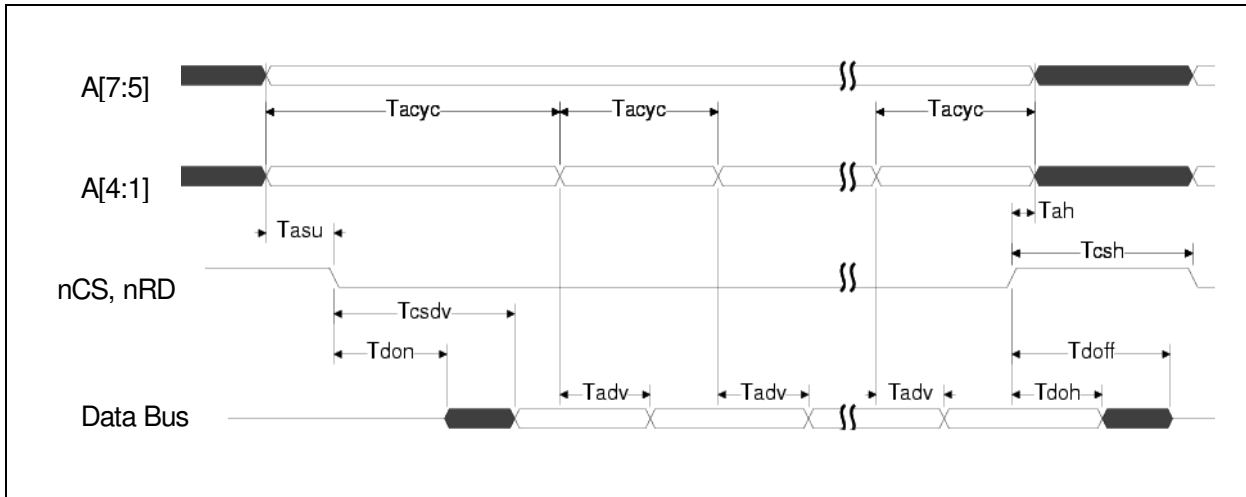 A[7:5]
Tacyc Tacyc Tacyc
A[4:1]
Tah
Tasu
Tcsh
nCS, nRD
Tcsdv
Tdon Tdoff
Tadv Tadv Tadv Tdoh
Data Bus